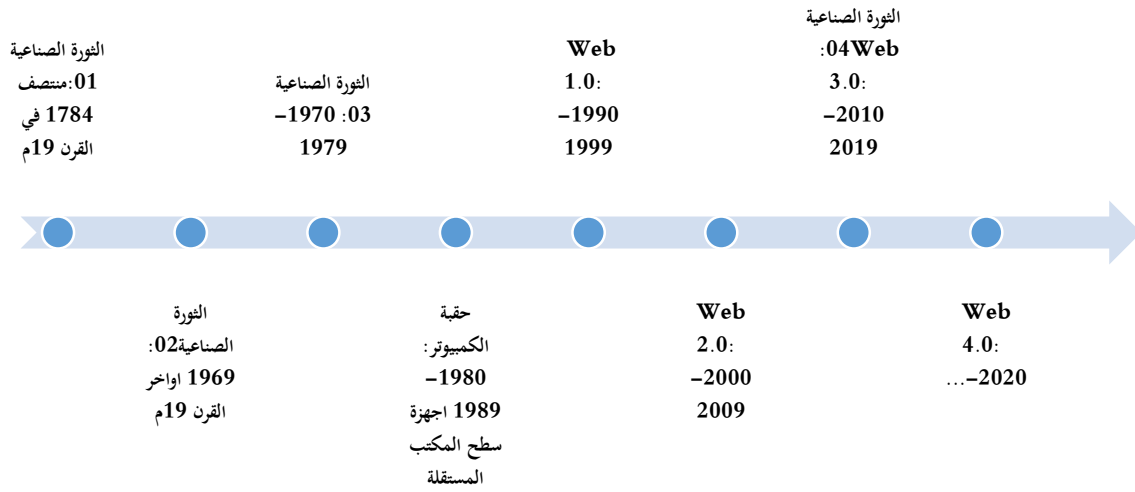 الثورة الصناعية
01:منتصف
1784 في
القرن 19م
الثورة
الصناعية02:
1969 اواخر
القرن 19م
الثورة الصناعية
03: 1970–
1979
حقبة
الكمبيوتر:
1980–
1989 اجهزة
سطح المكتب
المستقلة
Web
1.0:
1990–
1999
Web
2.0:
2000–
2009
الثورة الصناعية
04Web:
3.0:
2010–
2019
Web
4.0:
2020–...